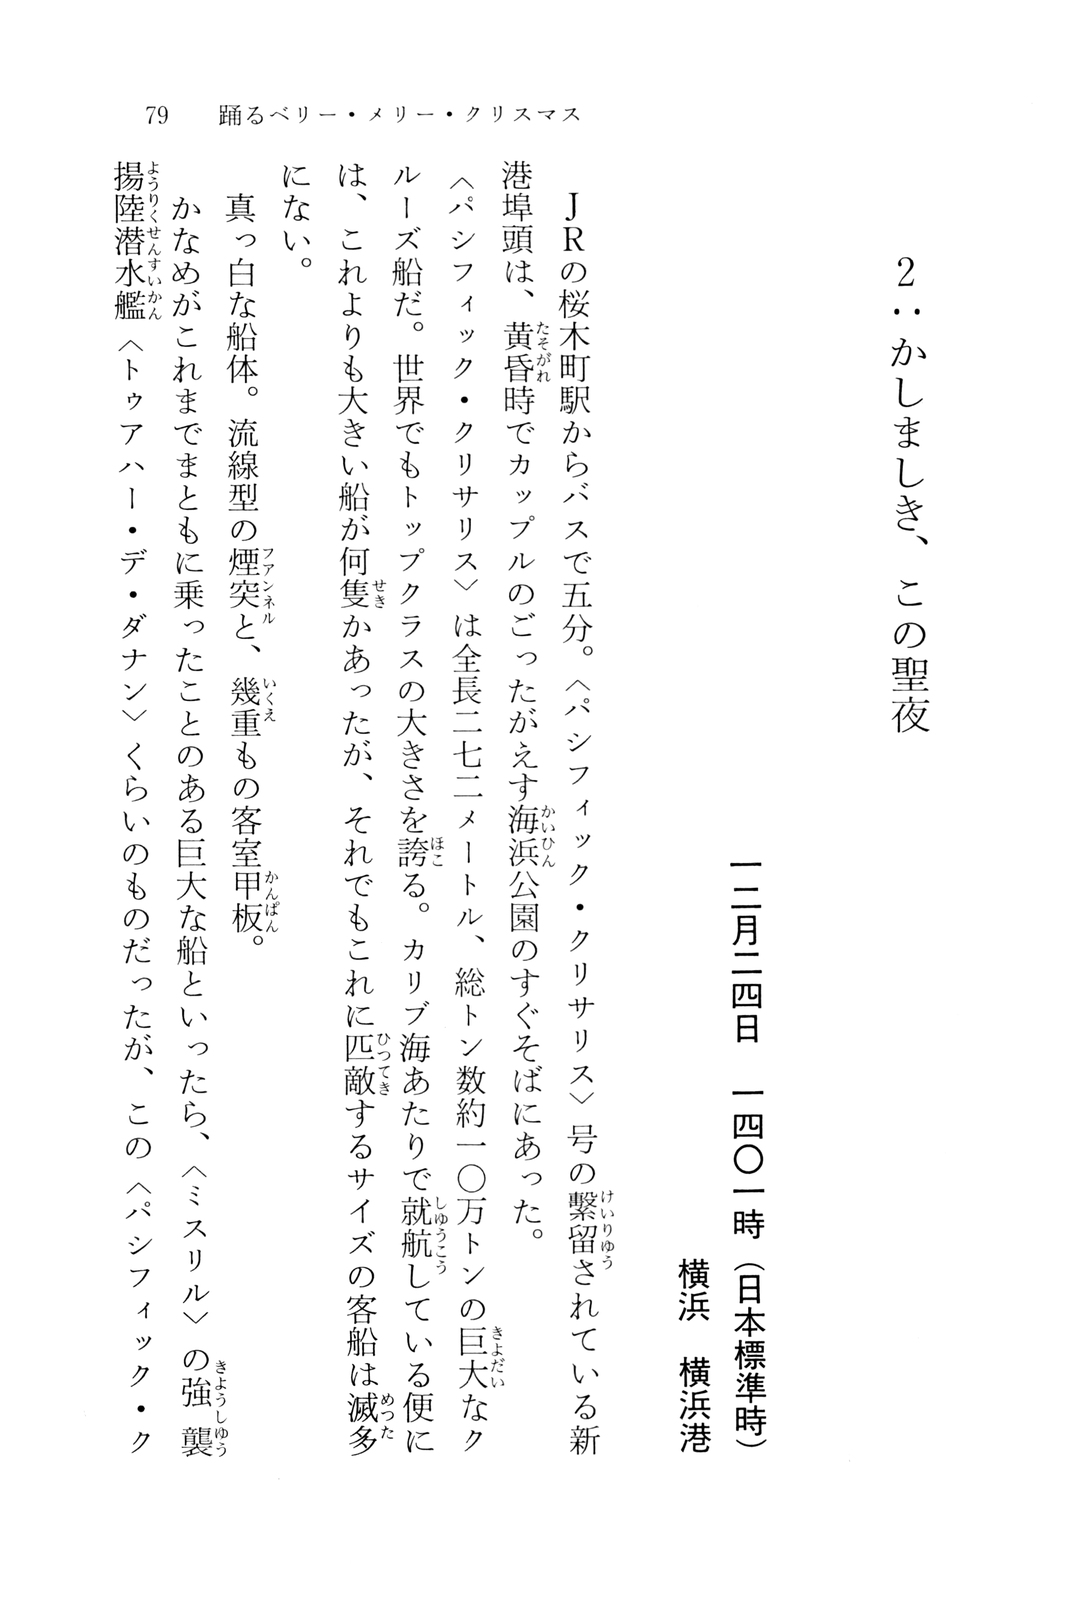 79　踊るベリー・メリー・クリスマス
2：かしましき、この聖夜
一二月二四日　一四〇一時（日本標準時）
横浜　横浜港
ＪＲの桜木町駅からバスで五分。〈パシフィック・クリサリス〉号の繫留されている新
港埠頭は、黄昏時でカップルのごったがえす海浜公園のすぐそばにあった。
〈パシフィック・クリサリス〉は全長二七二メートル、総トン数約一〇万トンの巨大なク
ルーズ船だ。世界でもトップクラスの大きさを誇る。カリブ海あたりで就航している便に
は、これよりも大きい船が何隻かあったが、それでもこれに匹敵するサイズの客船は滅多
にない。
真っ白な船体。流線型の煙突と、幾重もの客室甲板。
かなめがこれまでまともに乗ったことのある巨大な船といったら、〈ミスリル〉の強襲
揚陸潜水艦〈トゥアハー・デ・ダナン〉くらいのものだったが、この〈パシフィック・ク